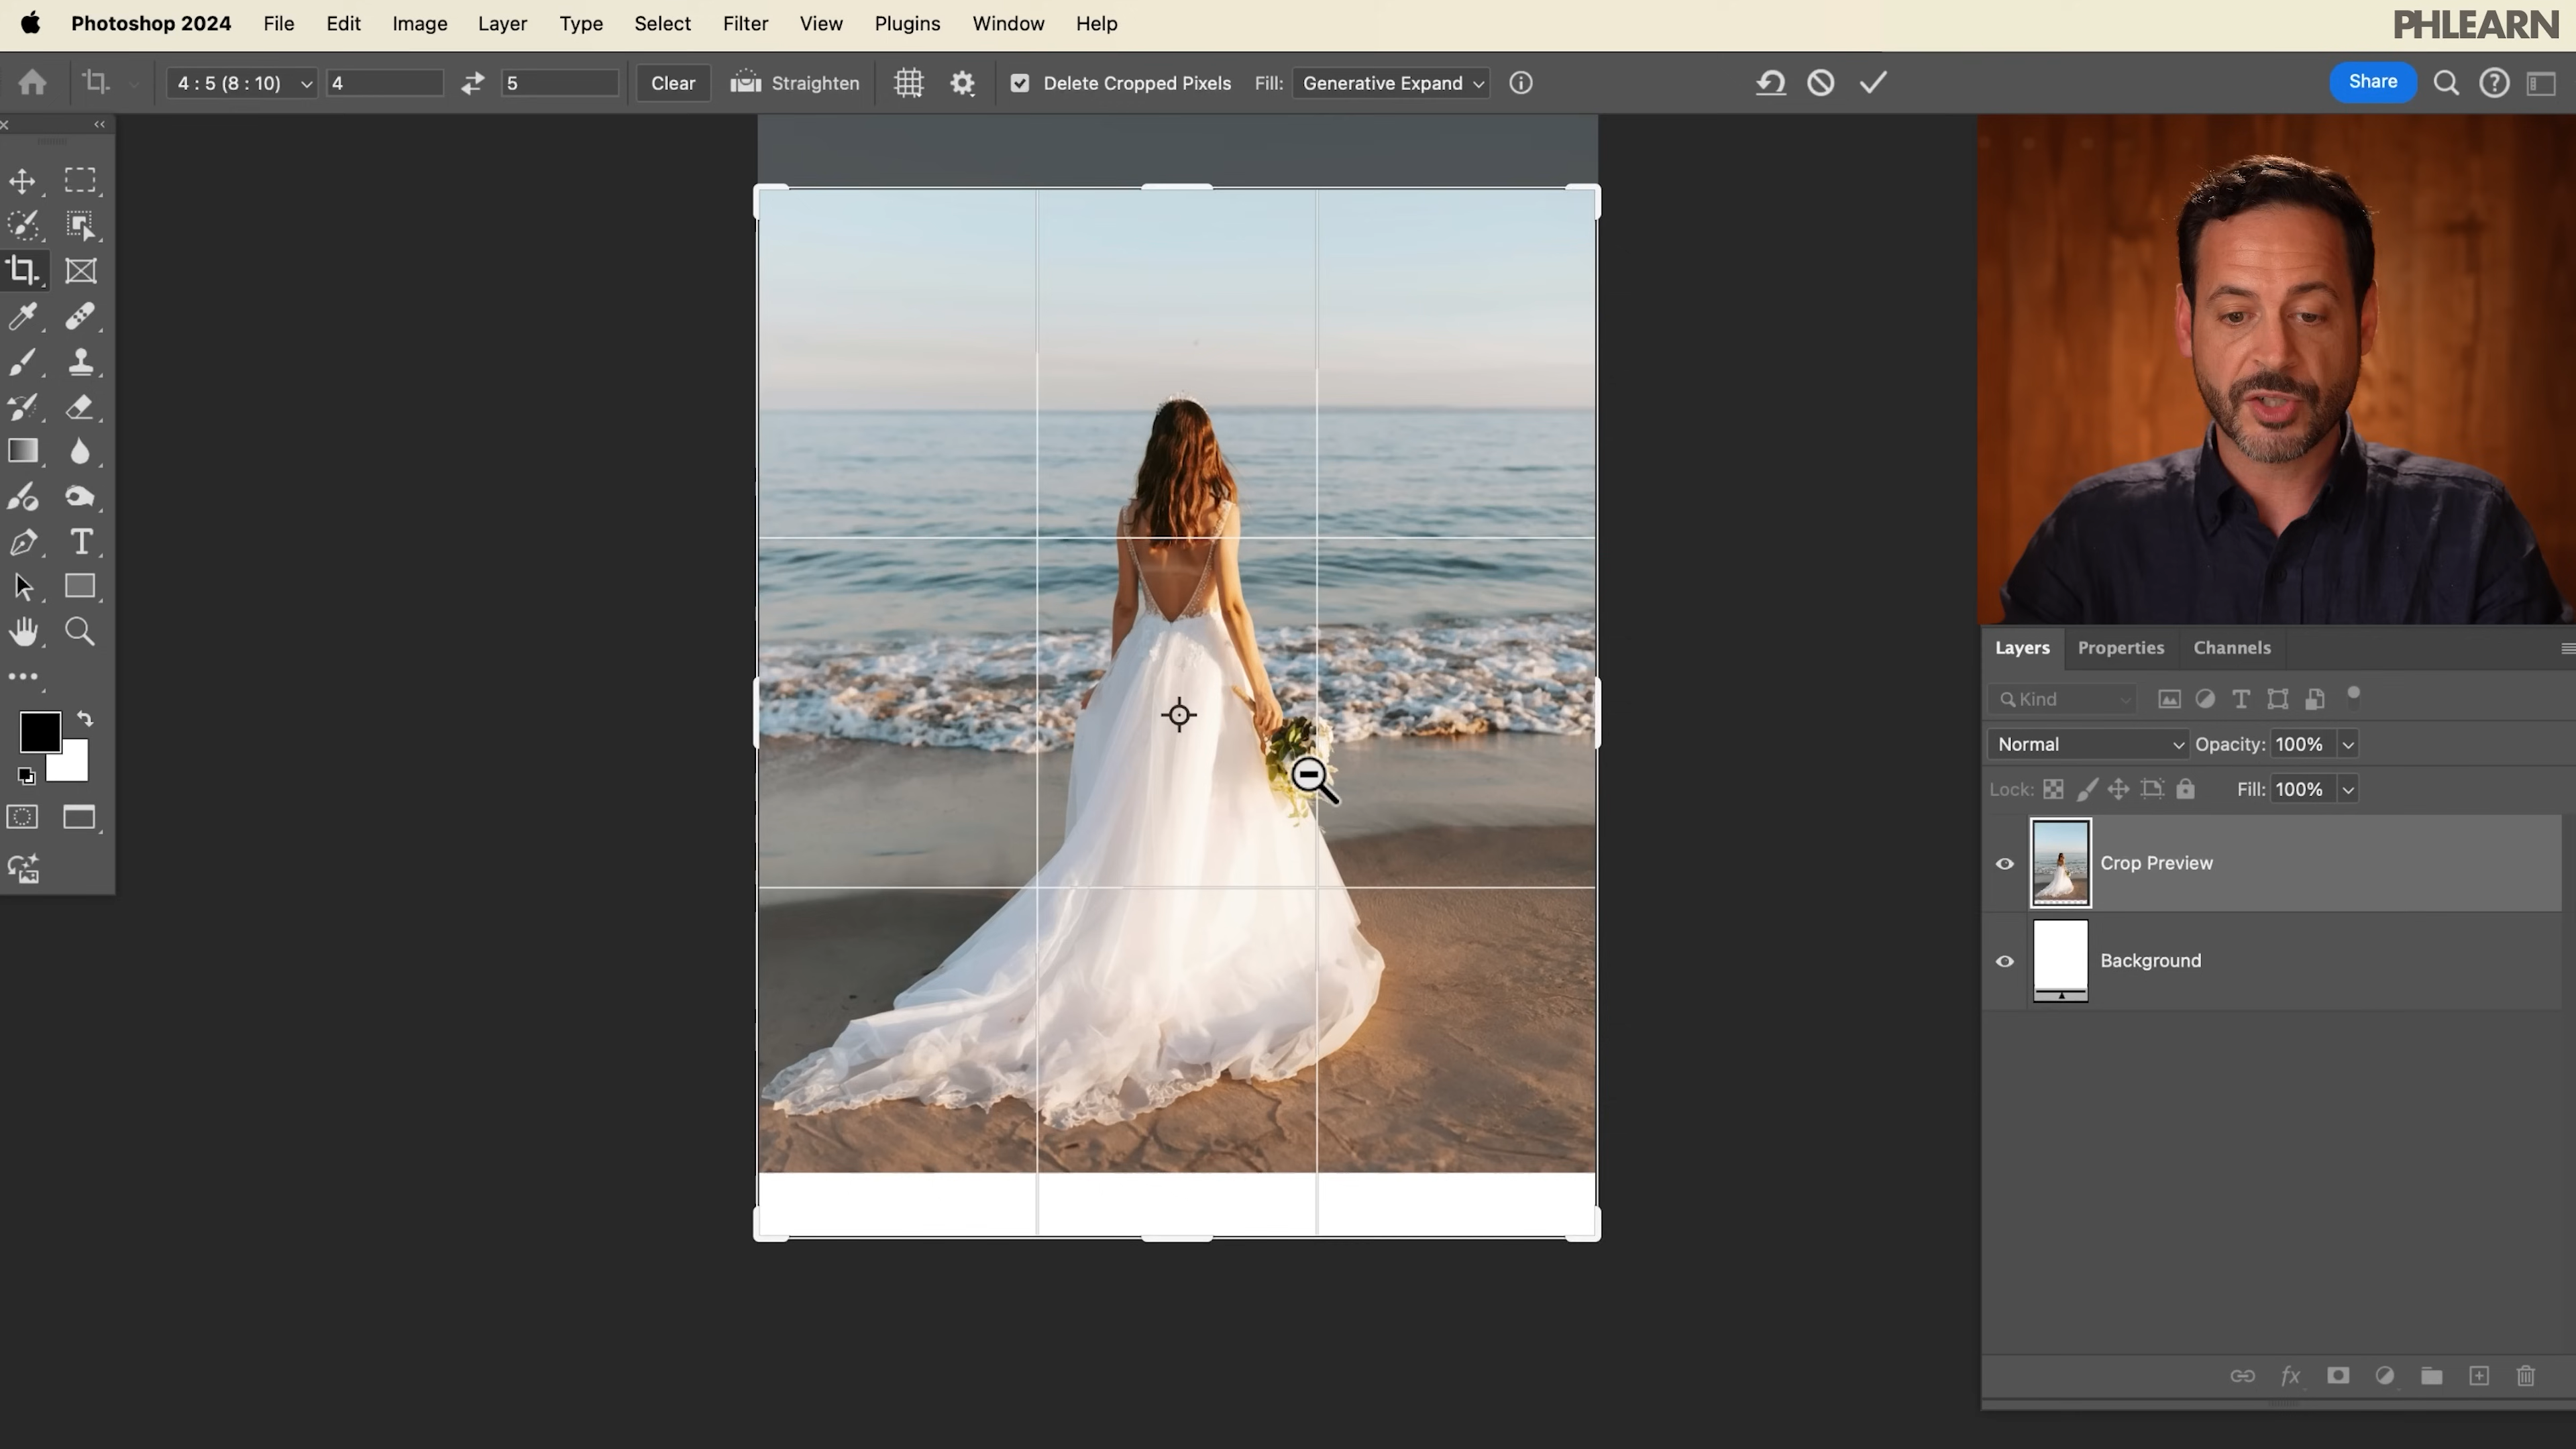 Photoshop 2024 File Edit Image Layer Type Select Filter View Plugins Window Help PHLEARN
4 : 5 (8 : 10) 4 5 Clear Straighten Delete Cropped Pixels Fill: Generative Expand Share
Layers Properties Channels
Kind
Normal Opacity: 100%
Lock: Fill: 100%
Crop Preview
Background
fx